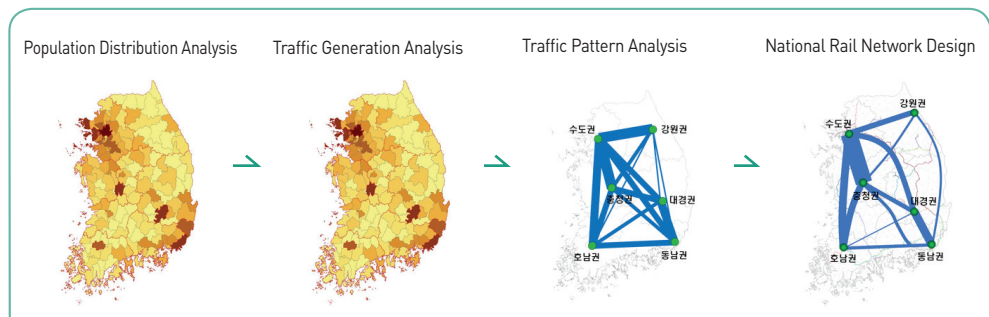 Population Distribution Analysis
Traffic Generation Analysis
Traffic Pattern Analysis
National Rail Network Design
수도권
강원권
충청권
대경권
호남권
동남권
강원권
수도권
충청권
대경권
호남권
동남권